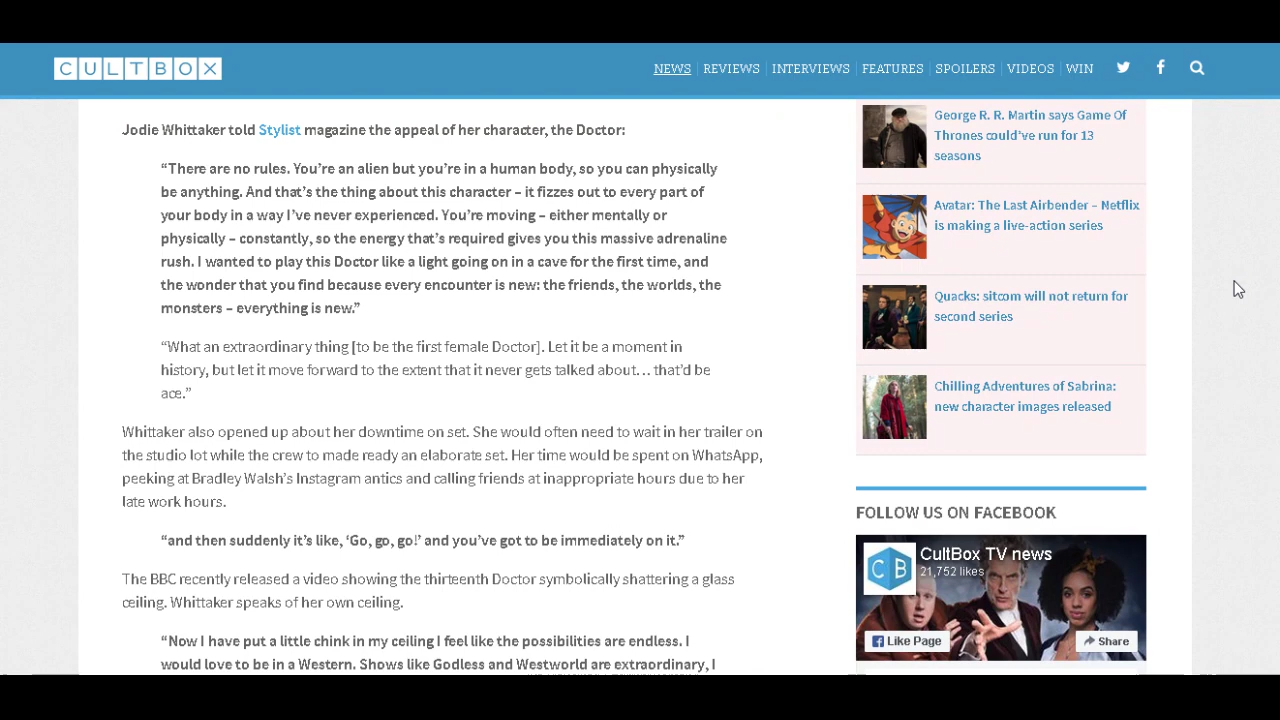 CULTBOX
NEWS REVIEWS INTERVIEWS FEATURES SPOILERS VIDEOS WIN
Jodie Whittaker told Stylist magazine the appeal of her character, the Doctor:
“There are no rules. You’re an alien but you’re in a human body, so you can physically
be anything. And that’s the thing about this character – it fizzes out to every part of
your body in a way I’ve never experienced. You’re moving – either mentally or
physically – constantly, so the energy that’s required gives you this massive adrenaline
rush. I wanted to play this Doctor like a light going on in a cave for the first time, and
the wonder that you find because every encounter is new: the friends, the worlds, the
monsters – everything is new.”
“What an extraordinary thing [to be the first female Doctor]. Let it be a moment in
history, but let it move forward to the extent that it never gets talked about… that’d be
ace.”
Whittaker also opened up about her downtime on set. She would often need to wait in her trailer on
the studio lot while the crew to made ready an elaborate set. Her time would be spent on WhatsApp,
peeking at Bradley Walsh’s Instagram antics and calling friends at inappropriate hours due to her
late work hours.
“and then suddenly it’s like, ‘Go, go, go!’ and you’ve got to be immediately on it.”
The BBC recently released a video showing the thirteenth Doctor symbolically shattering a glass
ceiling. Whittaker speaks of her own ceiling.
“Now I have put a little chink in my ceiling I feel like the possibilities are endless. I
would love to be in a Western. Shows like Godless and Westworld are extraordinary, I
George R. R. Martin says Game Of
Thrones could’ve run for 13
seasons
Avatar: The Last Airbender – Netflix
is making a live-action series
Quacks: sitcom will not return for
second series
Chilling Adventures of Sabrina:
new character images released
FOLLOW US ON FACEBOOK
CB
CultBox TV news
21,752 likes
Like Page
Share